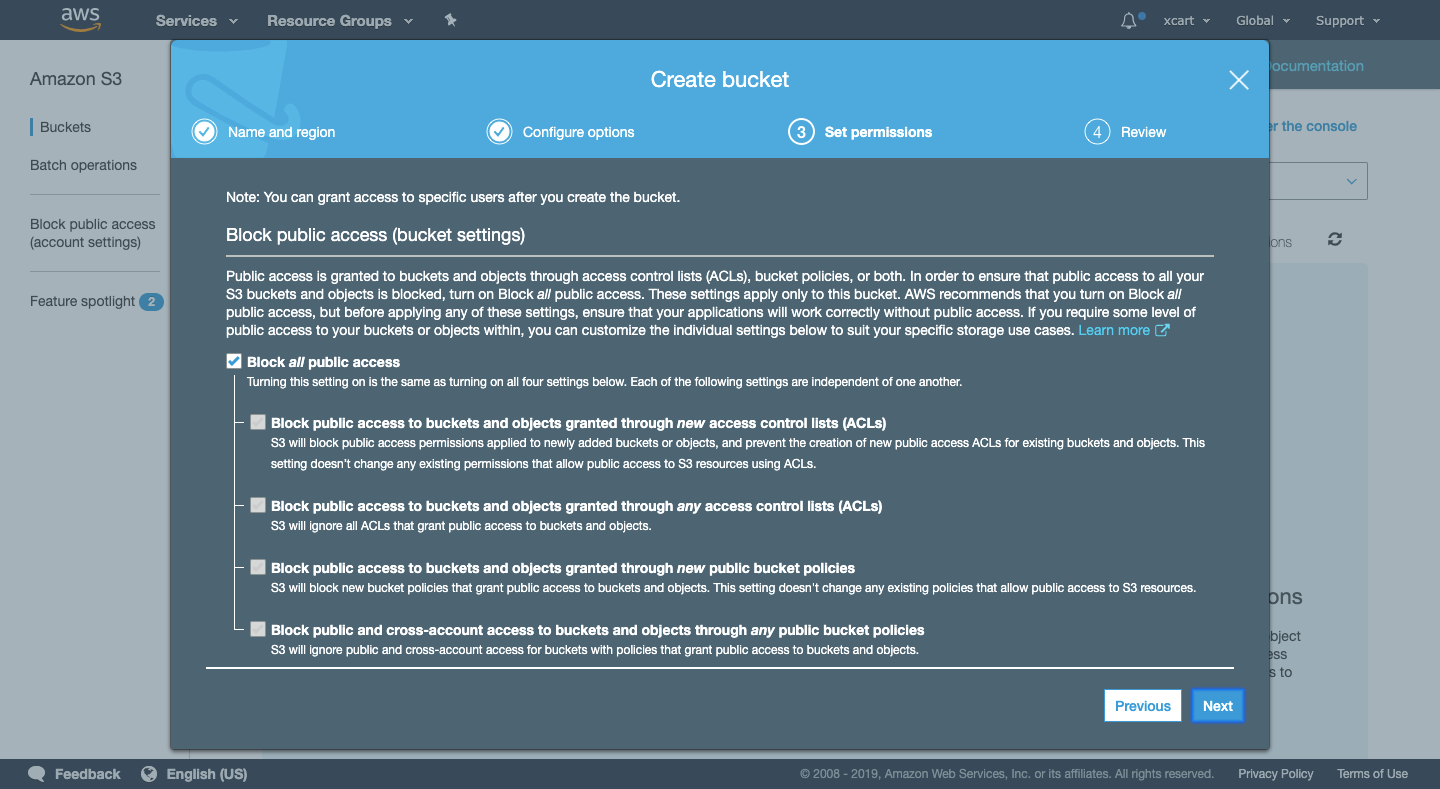 aws Services Resource Groups xcart Global Support
Amazon S3
Buckets
Batch operations
Block public access
(account settings)
Feature spotlight 2
Create bucket
Name and region Configure options 3 Set permissions 4 Review
Note: You can grant access to specific users after you create the bucket.
Block public access (bucket settings)
Public access is granted to buckets and objects through access control lists (ACLs), bucket policies, or both. In order to ensure that public access to all your
S3 buckets and objects is blocked, turn on Block all public access. These settings apply only to this bucket. AWS recommends that you turn on Block all
public access, but before applying any of these settings, ensure that your applications will work correctly without public access. If you require some level of
public access to your buckets or objects within, you can customize the individual settings below to suit your specific storage use cases. Learn more
Block all public access
Turning this setting on is the same as turning on all four settings below. Each of the following settings are independent of one another.
Block public access to buckets and objects granted through new access control lists (ACLs)
S3 will block public access permissions applied to newly added buckets or objects, and prevent the creation of new public access ACLs for existing buckets and objects. This
setting doesn't change any existing permissions that allow public access to S3 resources using ACLs.
Block public access to buckets and objects granted through any access control lists (ACLs)
S3 will ignore all ACLs that grant public access to buckets and objects.
Block public access to buckets and objects granted through new public bucket policies
S3 will block new bucket policies that grant public access to buckets and objects. This setting doesn't change any existing policies that allow public access to S3 resources.
Block public and cross-account access to buckets and objects through any public bucket policies
S3 will ignore public and cross-account access for buckets with policies that grant public access to buckets and objects.
Previous Next
ocumentation
er the console
ions
ons
bject
ess
s to
Feedback English (US) © 2008 - 2019, Amazon Web Services, Inc. or its affiliates. All rights reserved. Privacy Policy Terms of Use